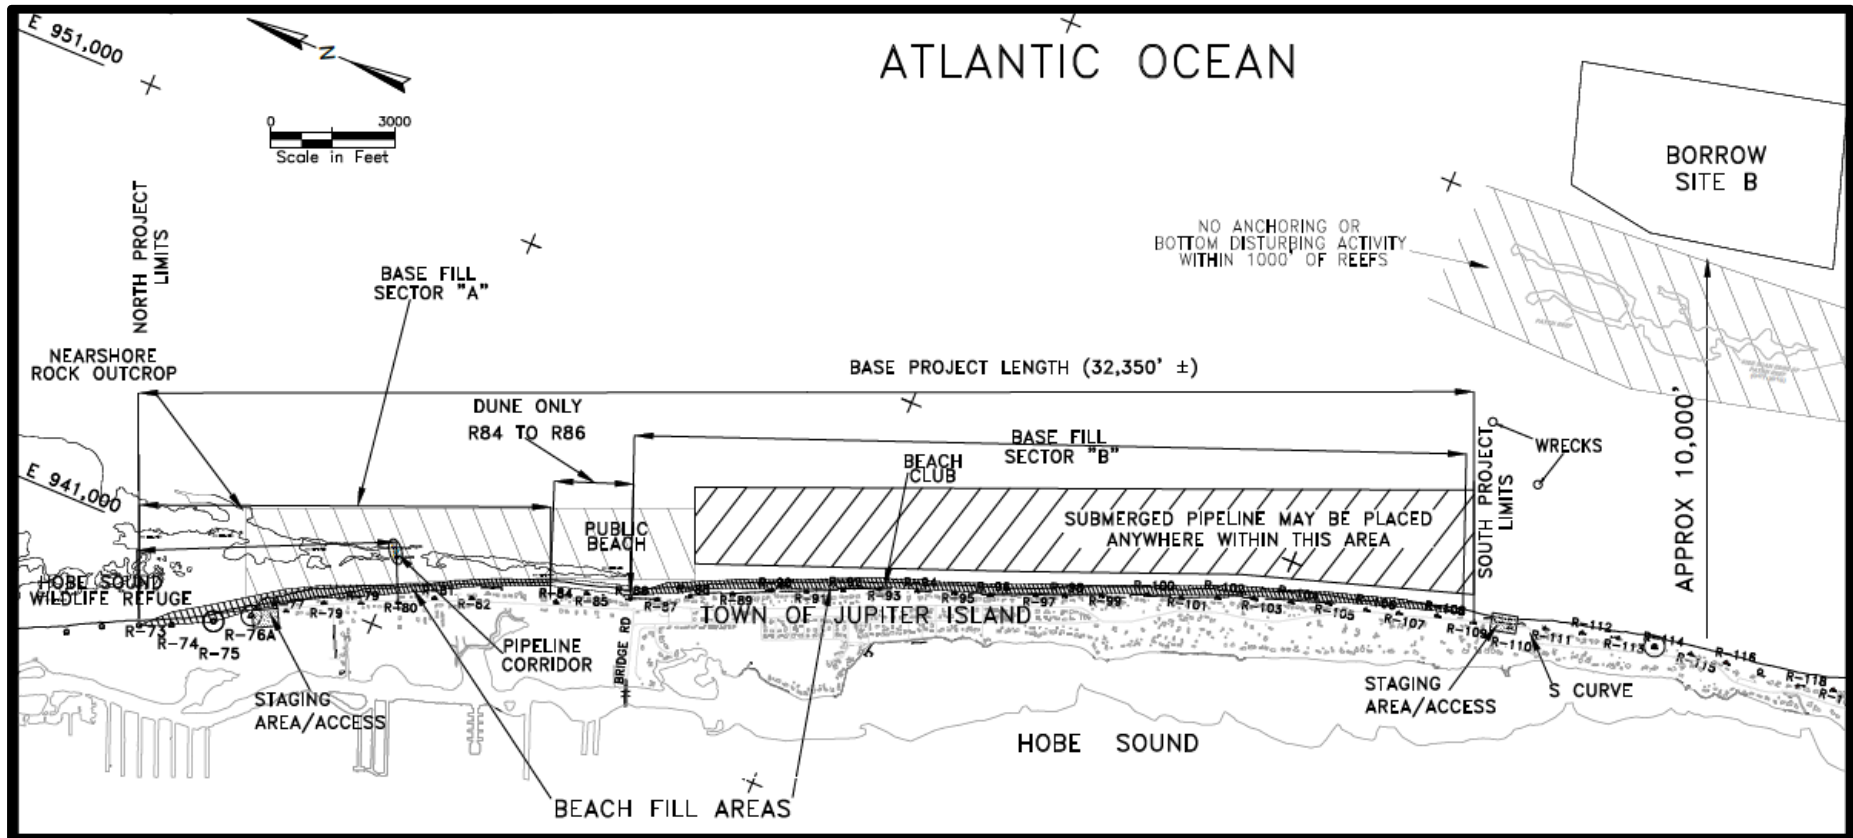 E 951,000
N
ATLANTIC OCEAN
0 3000
Scale in Feet
BORROW
SITE B
NORTH PROJECT
LIMITS
NO ANCHORING OR
BOTTOM DISTURBING ACTIVITY
WITHIN 1000' OF REEFS
BASE FILL
SECTOR "A"
NEARSHORE
ROCK OUTCROP
BASE PROJECT LENGTH (32,350' ±)
DUNE ONLY
R84 TO R86
BASE FILL
SECTOR "B"
BEACH
CLUB
SOUTH PROJECT
LIMITS
WRECKS
APPROX 10,000'
E 941,000
PUBLIC
BEACH
SUBMERGED PIPELINE MAY BE PLACED
ANYWHERE WITHIN THIS AREA
HOBE SOUND
WILDLIFE REFUGE
R-73
R-74
R-75
R-76A
R-79
R-80
R-82
R-84
R-85
R-87
R-89
R-91
R-93
R-95
R-97
R-99
R-100
R-101
R-103
R-105
R-107
R-109
R-110
R-111
R-112
R-113
R-114
R-115
R-116
R-118
TOWN OF JUPITER ISLAND
BRIDGE RD
PIPELINE
CORRIDOR
STAGING
AREA/ACCESS
STAGING
AREA/ACCESS
S CURVE
HOBE SOUND
BEACH FILL AREAS